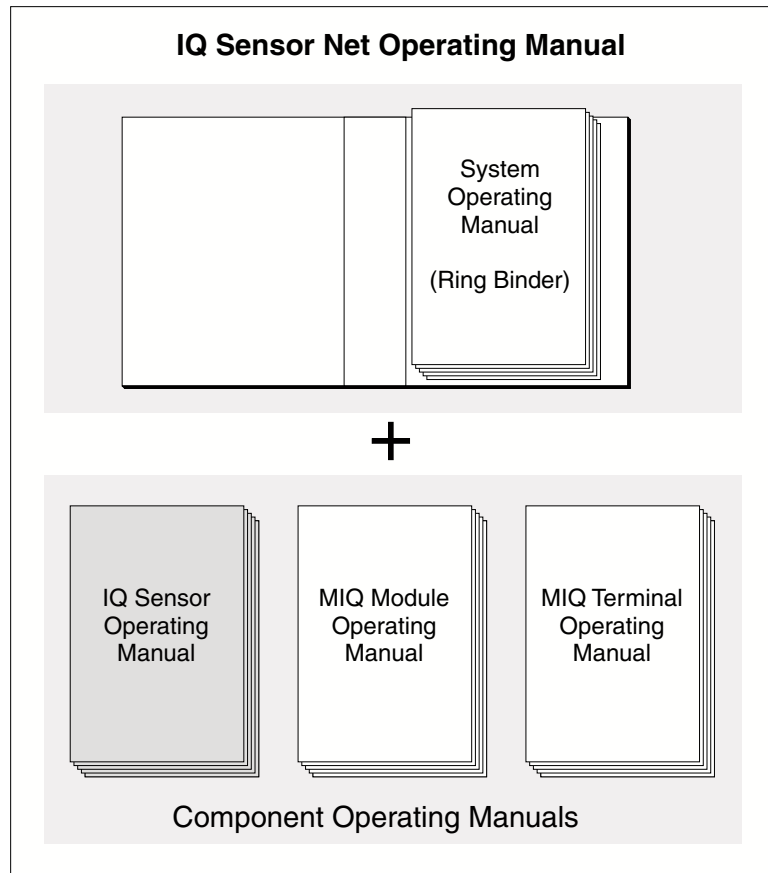 IQ Sensor Net Operating Manual
System
Operating
Manual
(Ring Binder)
+
IQ Sensor
Operating
Manual
MIQ Module
Operating
Manual
MIQ Terminal
Operating
Manual
Component Operating Manuals